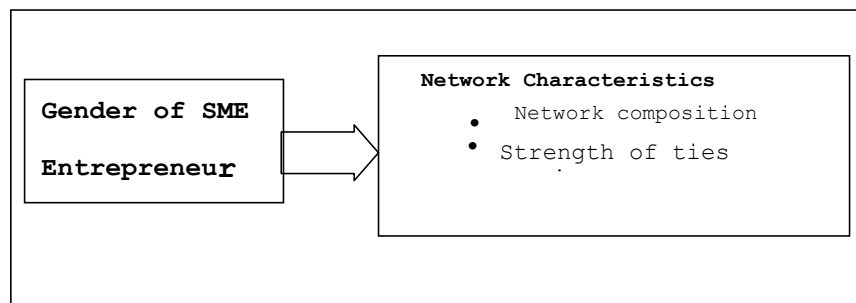 Gender of SME
Entrepreneur
Network Characteristics
• Network composition
• Strength of ties